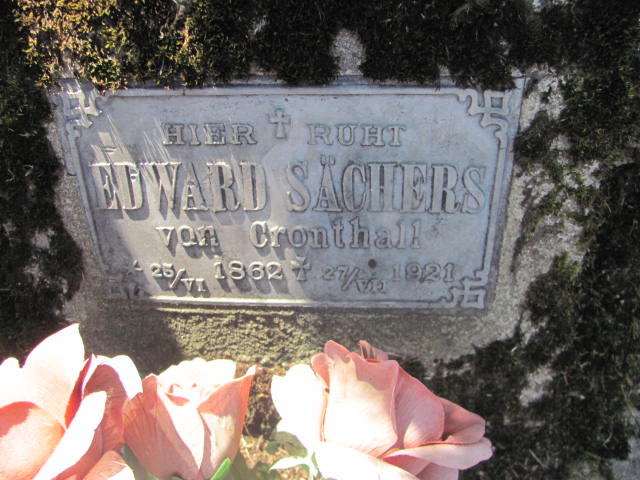 HIER ✝ RUHT
EDWARD SÄCHERS
von Cronthall
* 25/VI 1862 ✝ 27/VII 1921